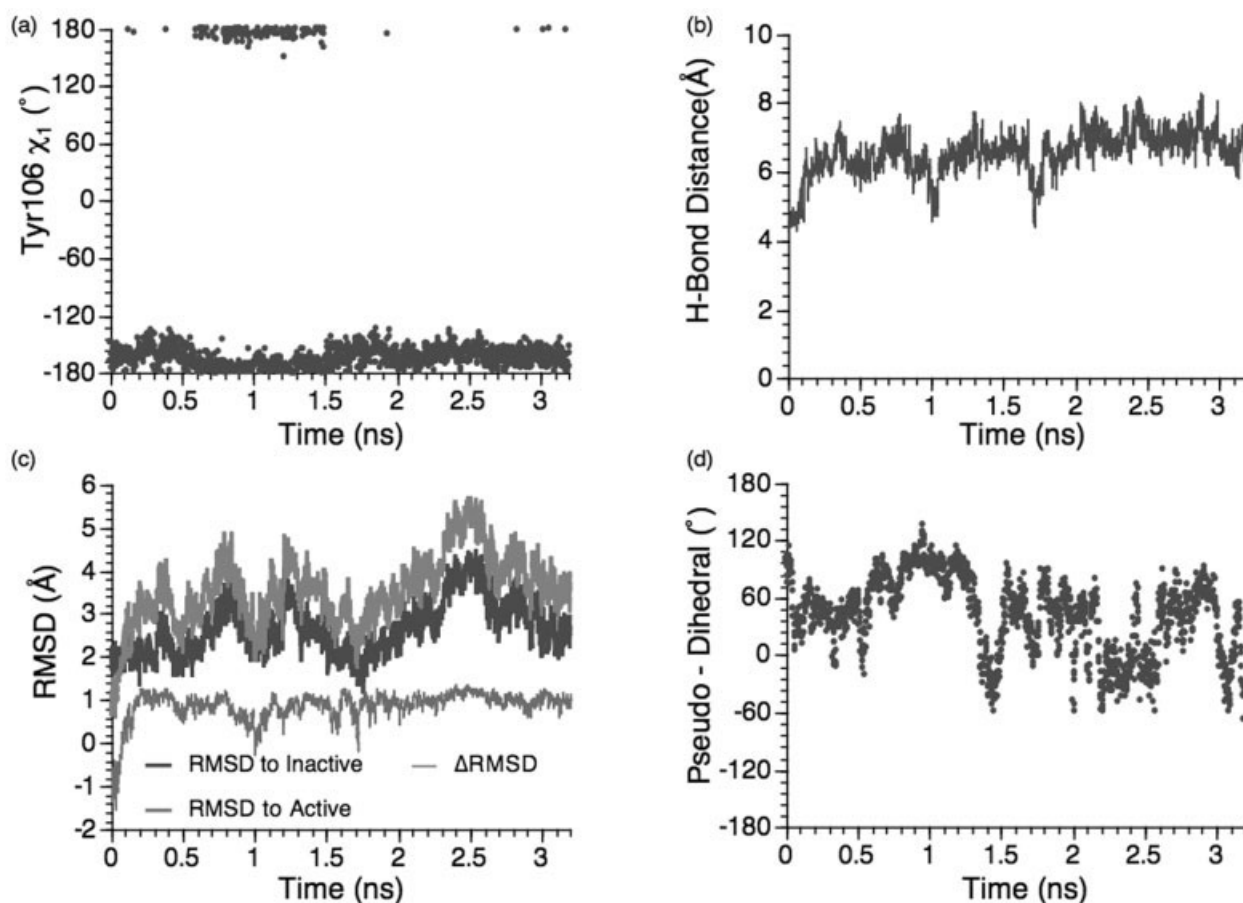 (a)
Tyr106 χ₁ (°)
180
120
60
0
-60
-120
-180
0 0.5 1 1.5 2 2.5 3
Time (ns)
(b)
H-Bond Distance(Å)
10
8
6
4
2
0
0 0.5 1 1.5 2 2.5 3
Time (ns)
(c)
RMSD (Å)
6
5
4
3
2
1
0
-1
-2
RMSD to Inactive
ΔRMSD
RMSD to Active
0 0.5 1 1.5 2 2.5 3
Time (ns)
(d)
Pseudo - Dihedral (°)
180
120
60
0
-60
-120
-180
0 0.5 1 1.5 2 2.5 3
Time (ns)